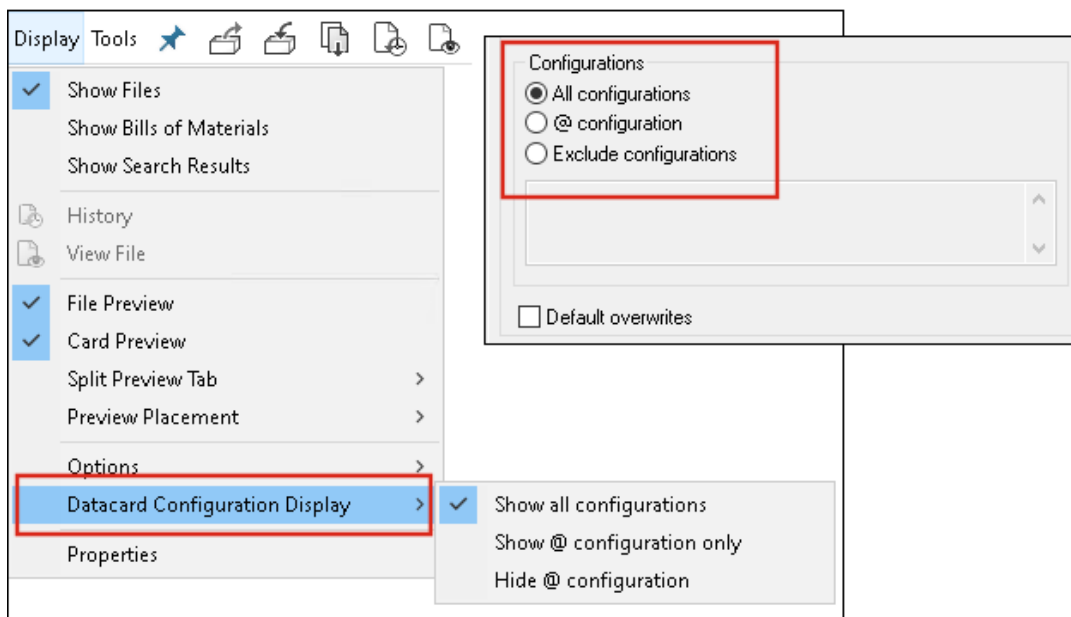 Display Tools
Show Files
Show Bills of Materials
Show Search Results
History
View File
File Preview
Card Preview
Split Preview Tab
Preview Placement
Options
Datacard Configuration Display
Properties
Show all configurations
Show @ configuration only
Hide @ configuration
Configurations
All configurations
@ configuration
Exclude configurations
Default overwrites